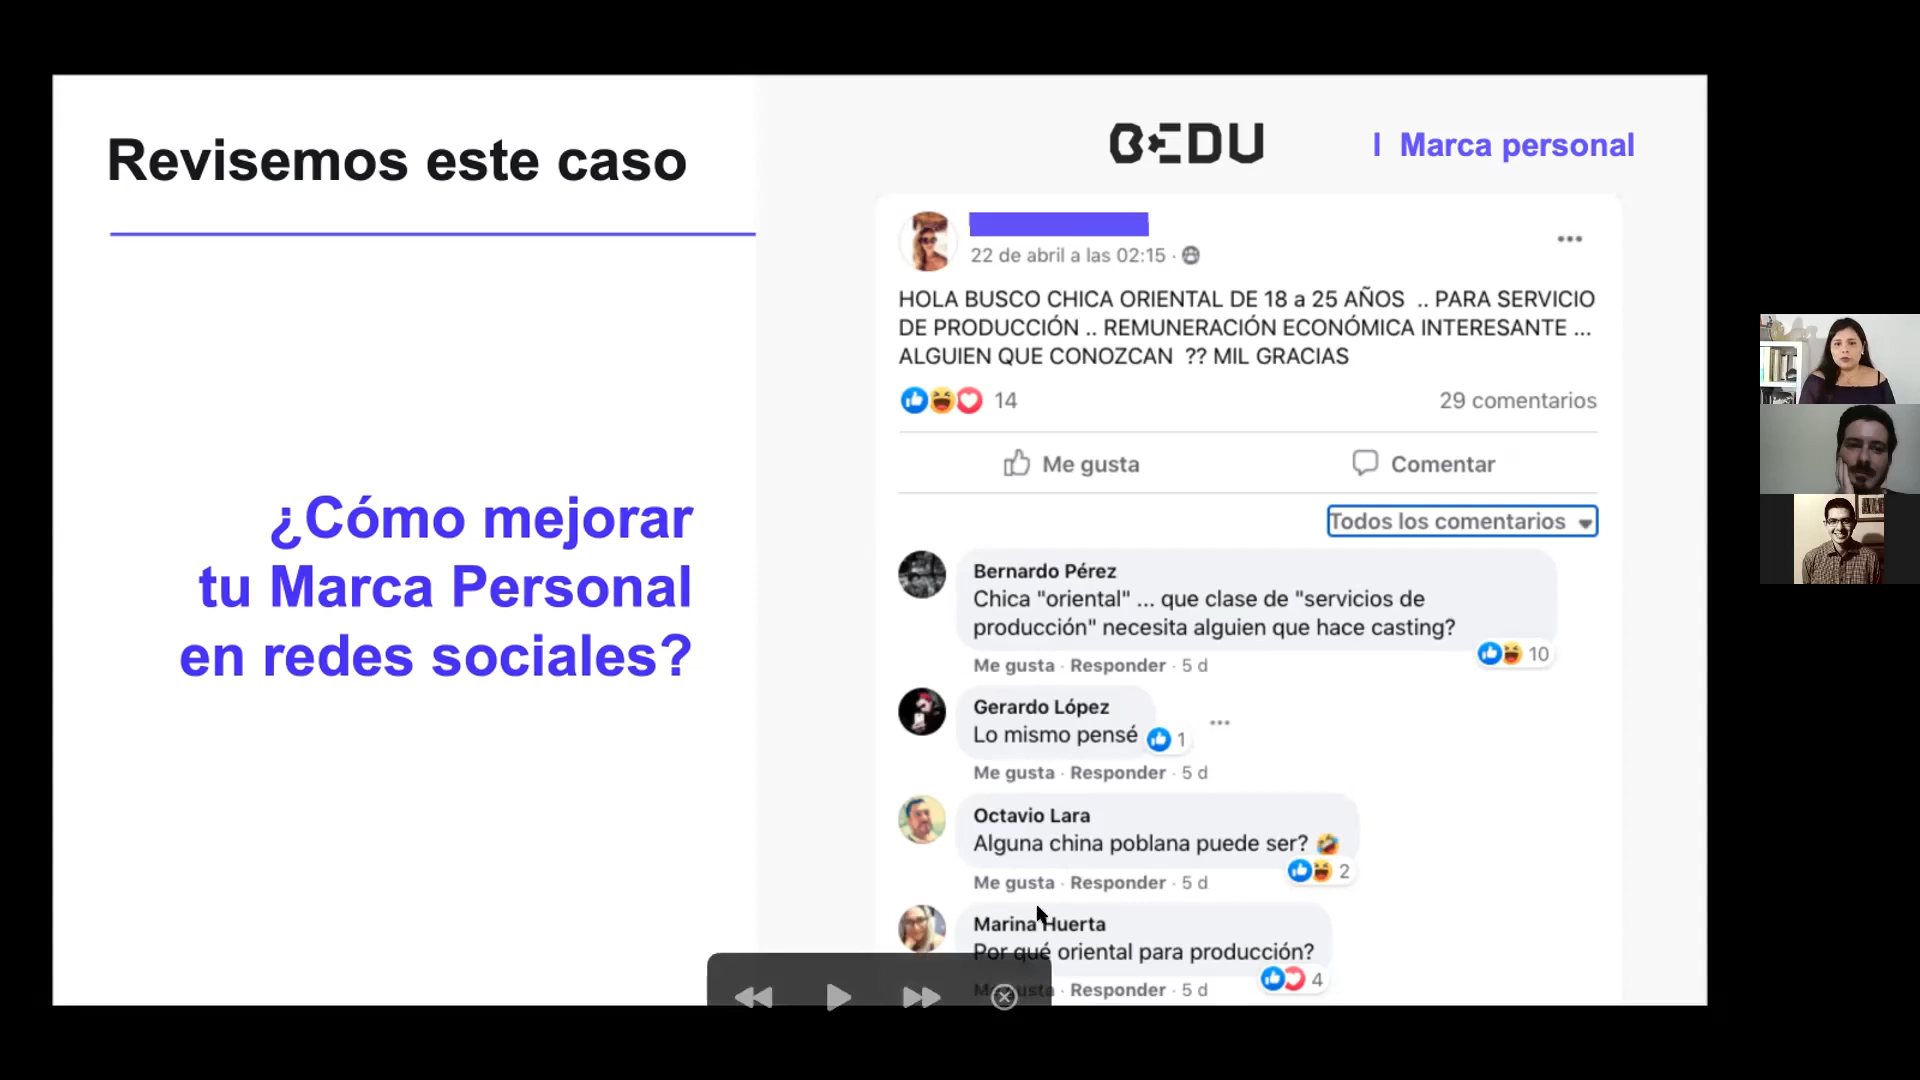 Revisemos este caso
¿Cómo mejorar
tu Marca Personal
en redes sociales?
BEDU
| Marca personal
22 de abril a las 02:15 ·
HOLA BUSCO CHICA ORIENTAL DE 18 a 25 AÑOS .. PARA SERVICIO
DE PRODUCCIÓN .. REMUNERACIÓN ECONÓMICA INTERESANTE ...
ALGUIEN QUE CONOZCAN ?? MIL GRACIAS
14
29 comentarios
Me gusta
Comentar
Todos los comentarios
Bernardo Pérez
Chica "oriental" ... que clase de "servicios de
producción" necesita alguien que hace casting?
10
Me gusta · Responder · 5 d
Gerardo López
Lo mismo pensé
1
Me gusta · Responder · 5 d
Octavio Lara
Alguna china poblana puede ser? 🤣
2
Me gusta · Responder · 5 d
Marina Huerta
Por qué oriental para producción?
4
Me gusta · Responder · 5 d